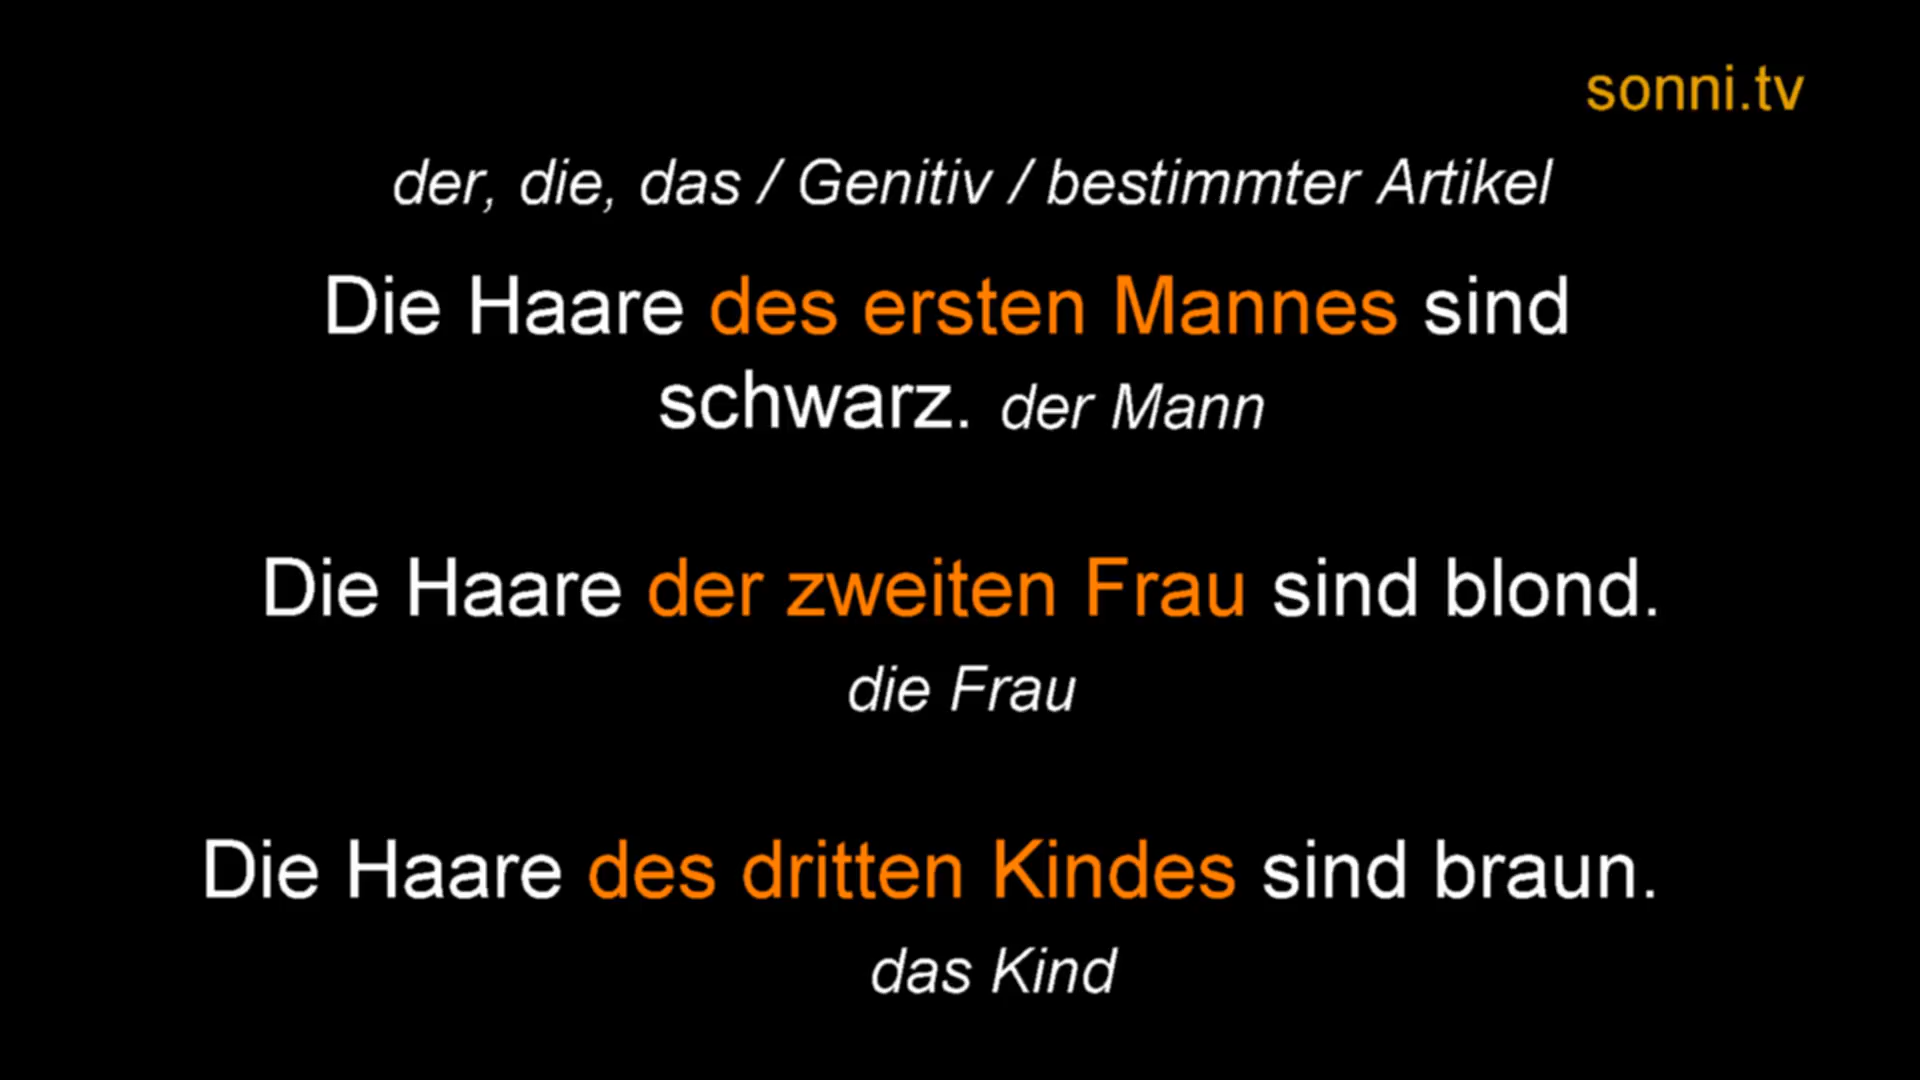 sonni.tv
der, die, das / Genitiv / bestimmter Artikel
Die Haare des ersten Mannes sind
schwarz. der Mann
Die Haare der zweiten Frau sind blond.
die Frau
Die Haare des dritten Kindes sind braun.
das Kind